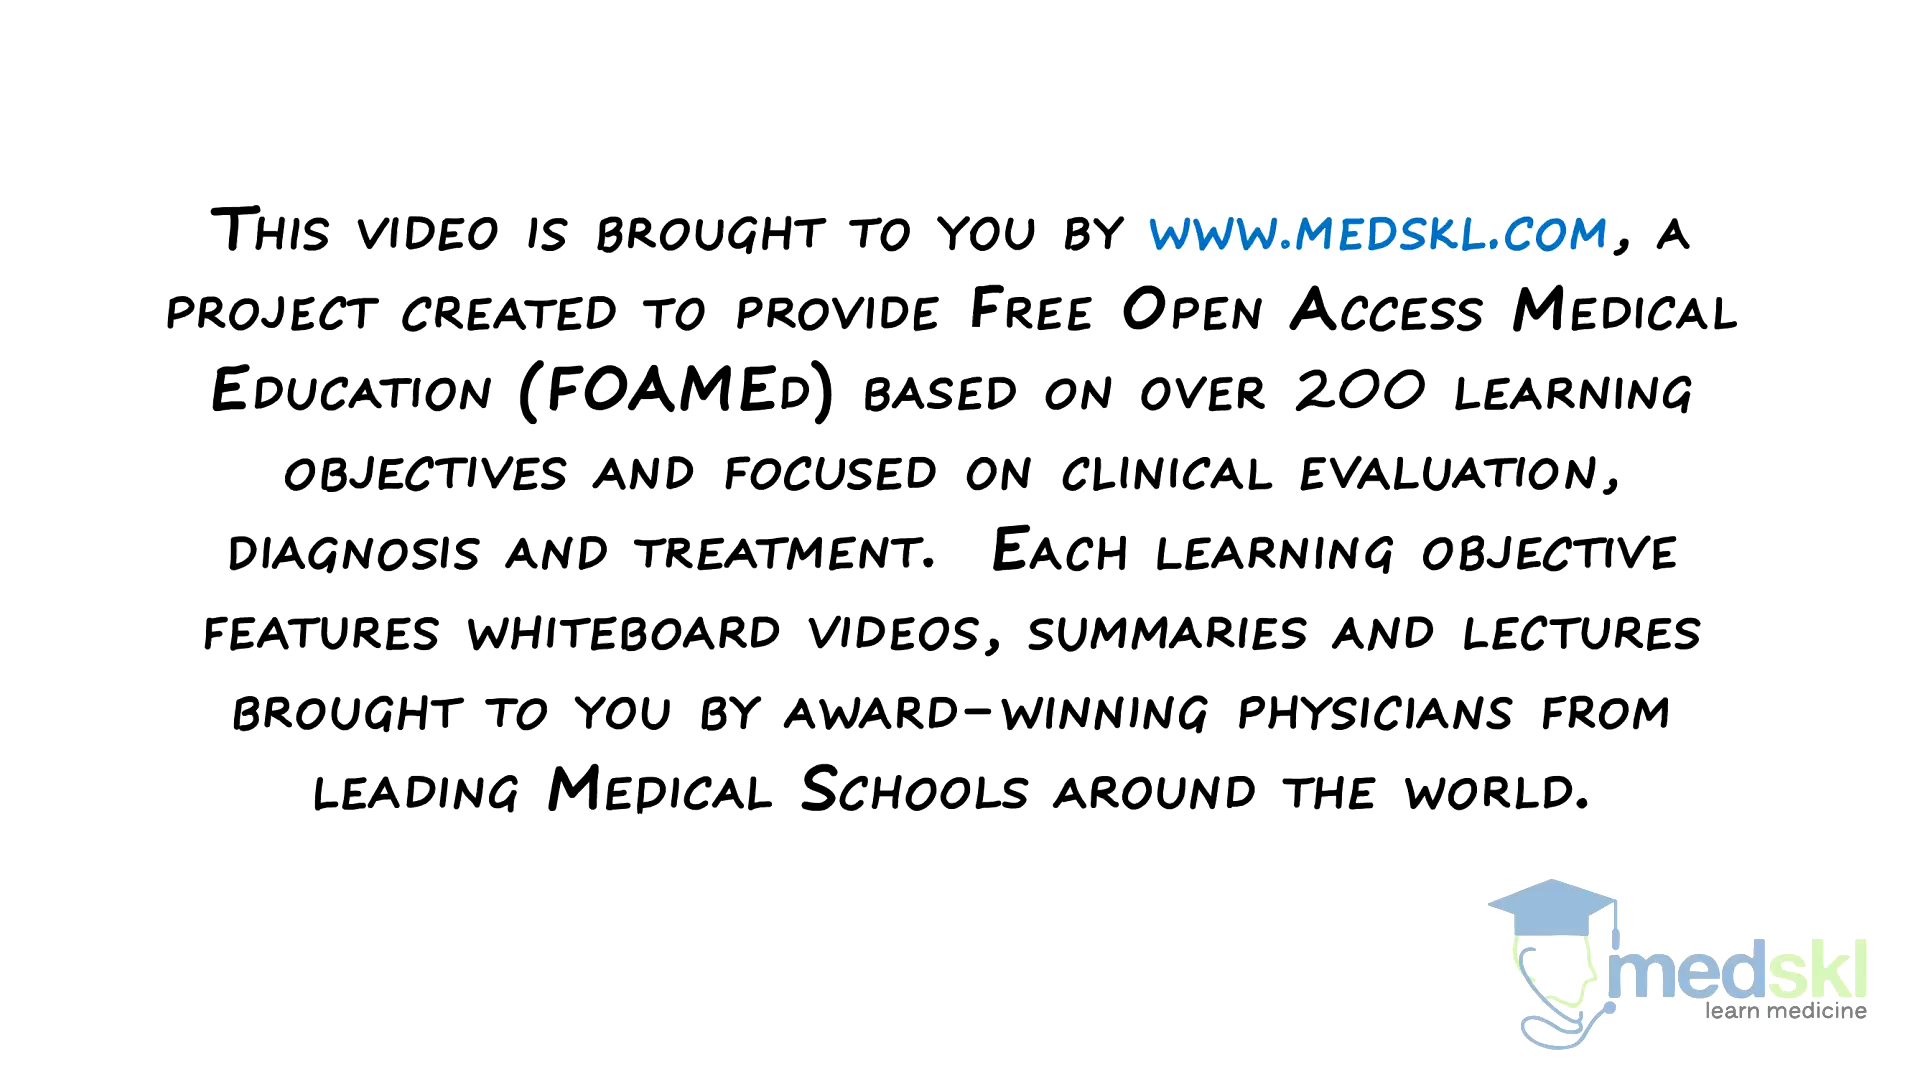 This video is brought to you by www.medskl.com, a
project created to provide Free Open Access Medical
Education (FOAMEd) based on over 200 learning
objectives and focused on clinical evaluation,
diagnosis and treatment.  Each learning objective
features whiteboard videos, summaries and lectures
brought to you by award-winning physicians from
leading Medical Schools around the world.
medskl
learn medicine